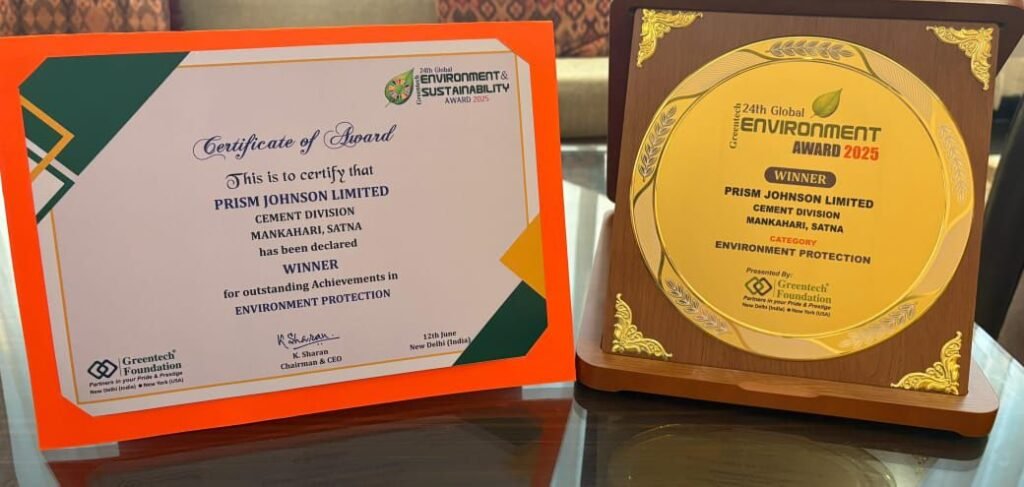 24th Global
Greentech
ENVIRONMENT &
SUSTAINABILITY
AWARD 2025
Certificate of Award
This is to certify that
PRISM JOHNSON LIMITED
CEMENT DIVISION
MANKAHARI, SATNA
has been declared
WINNER
for outstanding Achievements in
ENVIRONMENT PROTECTION
K. Sharan
K. Sharan
Chairman & CEO
12th June
New Delhi (India)
Greentech®
Foundation
Partners in your Pride & Prestige
New Delhi (India) ● New York (USA)
Greentech
24th Global
ENVIRONMENT
AWARD 2025
WINNER
PRISM JOHNSON LIMITED
CEMENT DIVISION
MANKAHARI, SATNA
CATEGORY
ENVIRONMENT PROTECTION
Presented By:
Greentech®
Foundation
Partners in your Pride & Prestige
New Delhi (India) ● New York (USA)